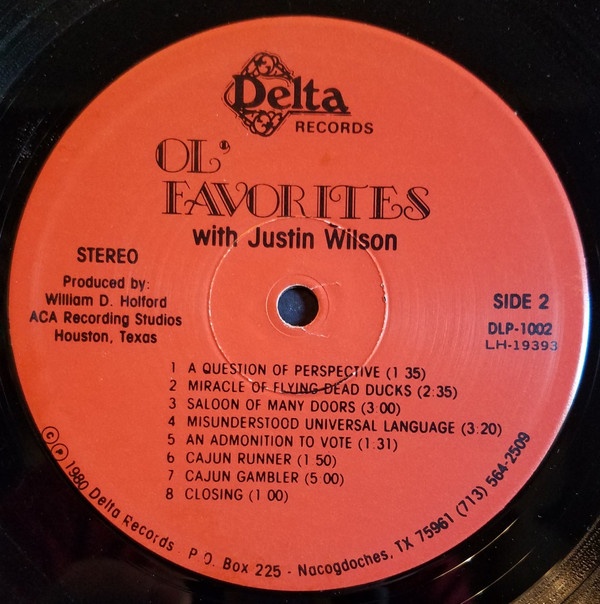 Delta
RECORDS
OL'
FAVORITES
with Justin Wilson
STEREO
Produced by:
William D. Holford
ACA Recording Studios
Houston, Texas
SIDE 2
DLP-1002
LH-19393
1 A QUESTION OF PERSPECTIVE (1 35)
2 MIRACLE OF FLYING DEAD DUCKS (2:35)
3 SALOON OF MANY DOORS (3:00)
4 MISUNDERSTOOD UNIVERSAL LANGUAGE (3:20)
5 AN ADMONITION TO VOTE (1:31)
6 CAJUN RUNNER (1 50)
7 CAJUN GAMBLER (5:00)
8 CLOSING (1 00)
© ℗ 1980 Delta Records - P.O. Box 225 - Nacogdoches, TX 75961 (713) 564-2509